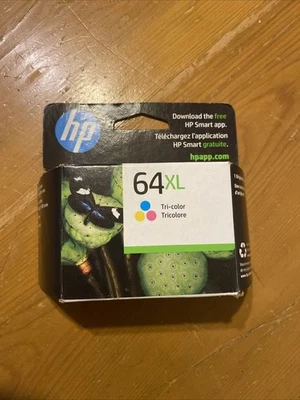 Download the free
HP Smart app.
Téléchargez l'application
HP Smart gratuite.
hpapp.com
hp
64XL
Tri-color
Tricolore